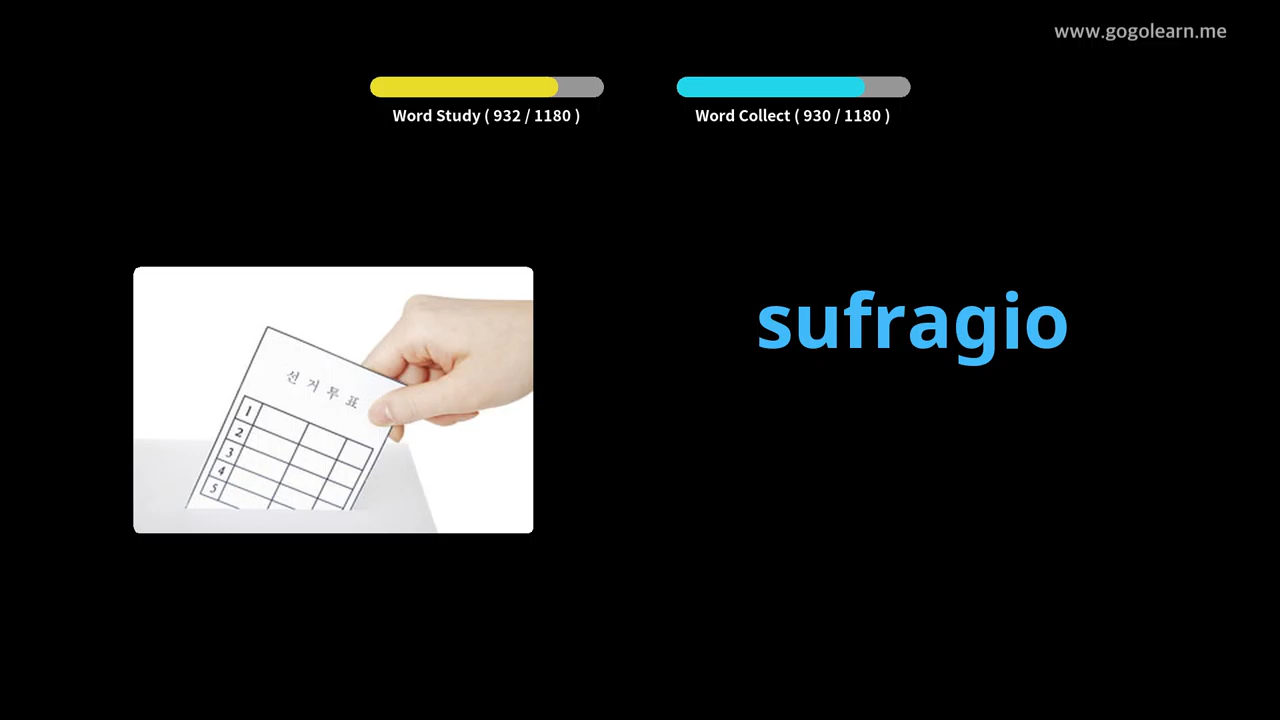 www.gogolearn.me
Word Study ( 932 / 1180 )
Word Collect ( 930 / 1180 )
sufragio
선거투표
1
2
3
4
5